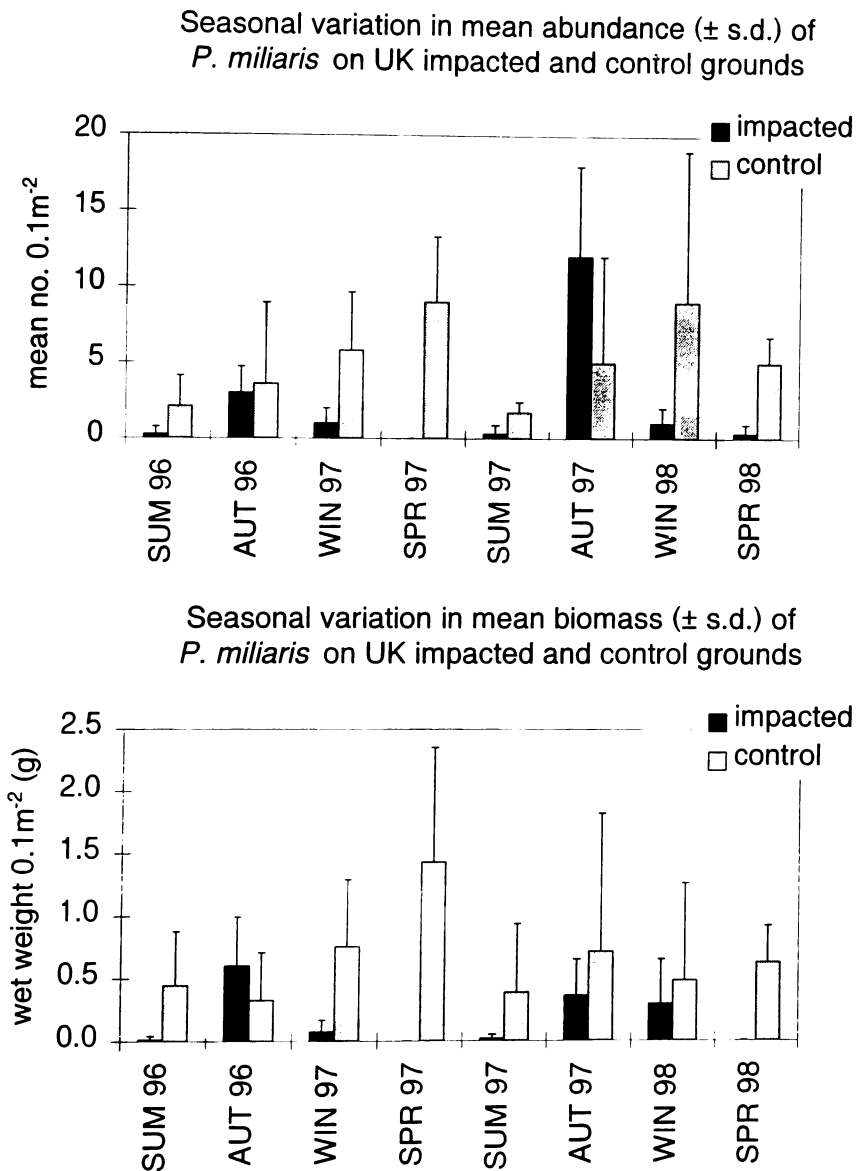 Seasonal variation in mean abundance (± s.d.) of
P. miliaris on UK impacted and control grounds
impacted
control
mean no. 0.1m⁻²
20
15
10
5
0
SUM 96
AUT 96
WIN 97
SPR 97
SUM 97
AUT 97
WIN 98
SPR 98
Seasonal variation in mean biomass (± s.d.) of
P. miliaris on UK impacted and control grounds
impacted
control
wet weight 0.1m⁻² (g)
2.5
2.0
1.5
1.0
0.5
0.0
SUM 96
AUT 96
WIN 97
SPR 97
SUM 97
AUT 97
WIN 98
SPR 98